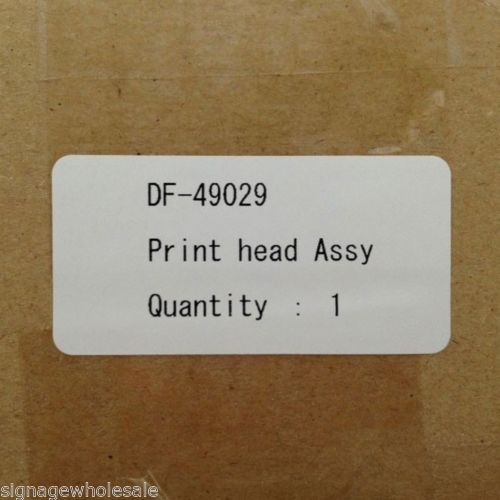 DF-49029
Print head Assy
Quantity : 1
signagewholesale